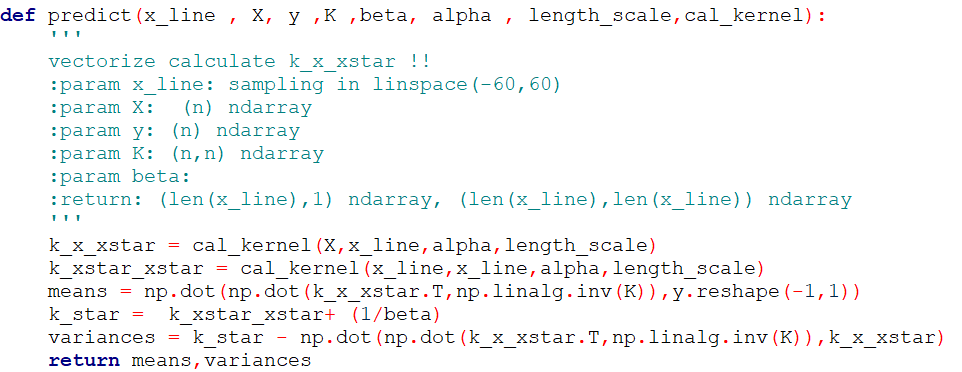 def predict(x_line , X, y ,K ,beta, alpha , length_scale,cal_kernel):
    '''
    vectorize calculate k_x_xstar !!
    :param x_line: sampling in linspace(-60,60)
    :param X:  (n) ndarray
    :param y: (n) ndarray
    :param K: (n,n) ndarray
    :param beta:
    :return: (len(x_line),1) ndarray, (len(x_line),len(x_line)) ndarray
    '''
    k_x_xstar = cal_kernel(X,x_line,alpha,length_scale)
    k_xstar_xstar = cal_kernel(x_line,x_line,alpha,length_scale)
    means = np.dot(np.dot(k_x_xstar.T,np.linalg.inv(K)),y.reshape(-1,1))
    k_star =  k_xstar_xstar+ (1/beta)
    variances = k_star - np.dot(np.dot(k_x_xstar.T,np.linalg.inv(K)),k_x_xstar)
    return means,variances